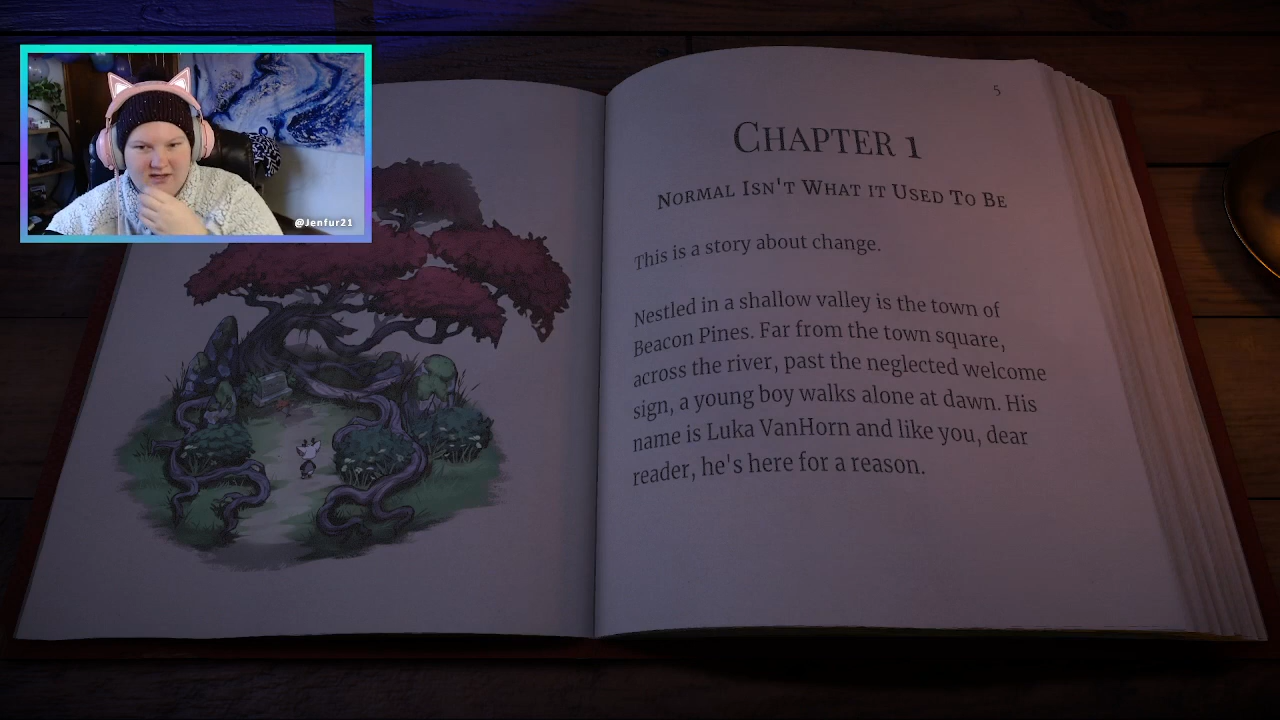 @Jenfur21
5
Chapter 1
Normal Isn't What it Used To Be
This is a story about change.
Nestled in a shallow valley is the town of
Beacon Pines. Far from the town square,
across the river, past the neglected welcome
sign, a young boy walks alone at dawn. His
name is Luka VanHorn and like you, dear
reader, he's here for a reason.